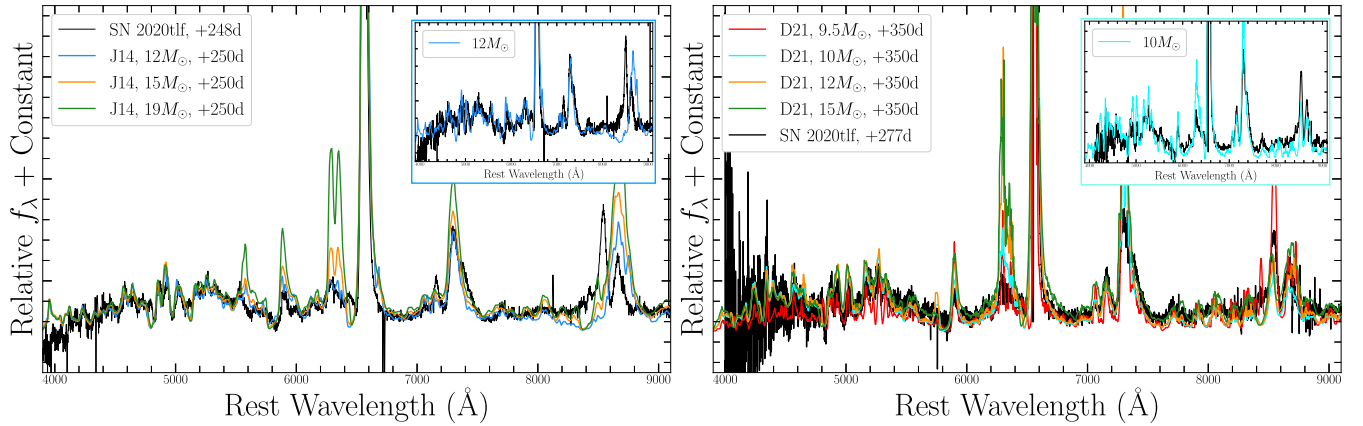 Relative f_λ + Constant
SN 2020tlf, +248d
J14, 12M⊙, +250d
J14, 15M⊙, +250d
J14, 19M⊙, +250d
12M⊙
Rest Wavelength (Å)
4000 5000 6000 7000 8000 9000
Rest Wavelength (Å)
Relative f_λ + Constant
D21, 9.5M⊙, +350d
D21, 10M⊙, +350d
D21, 12M⊙, +350d
D21, 15M⊙, +350d
SN 2020tlf, +277d
10M⊙
Rest Wavelength (Å)
4000 5000 6000 7000 8000 9000
Rest Wavelength (Å)